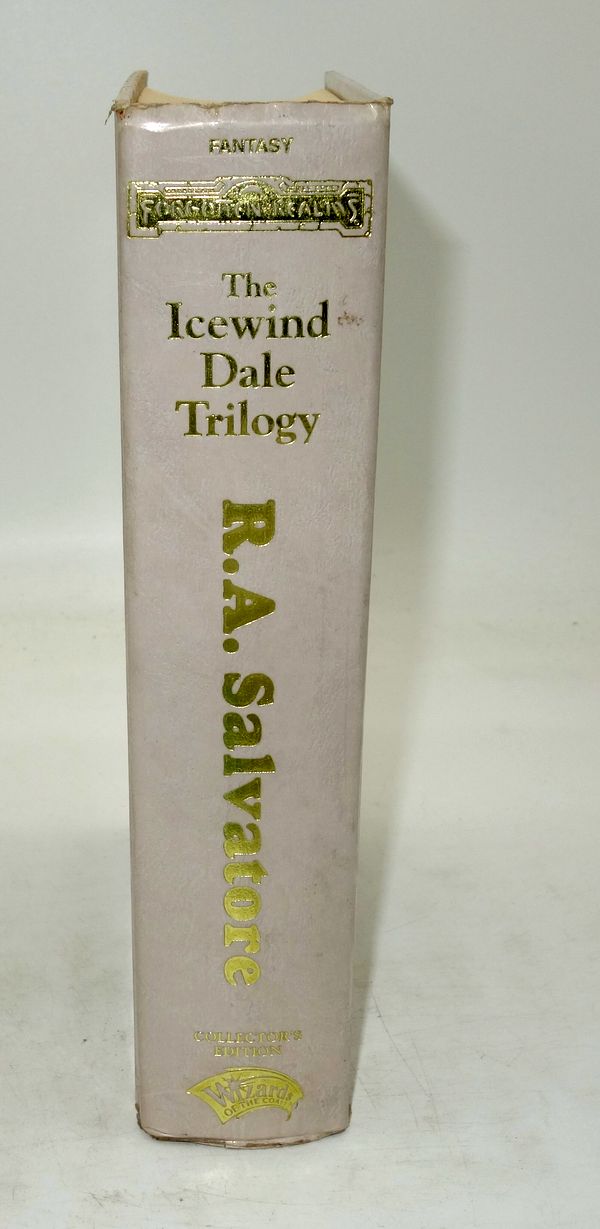 FANTASY
FORGOTTEN REALMS
The
Icewind
Dale
Trilogy
R.A. Salvatore
COLLECTOR'S
EDITION
Wizards
OF THE COAST